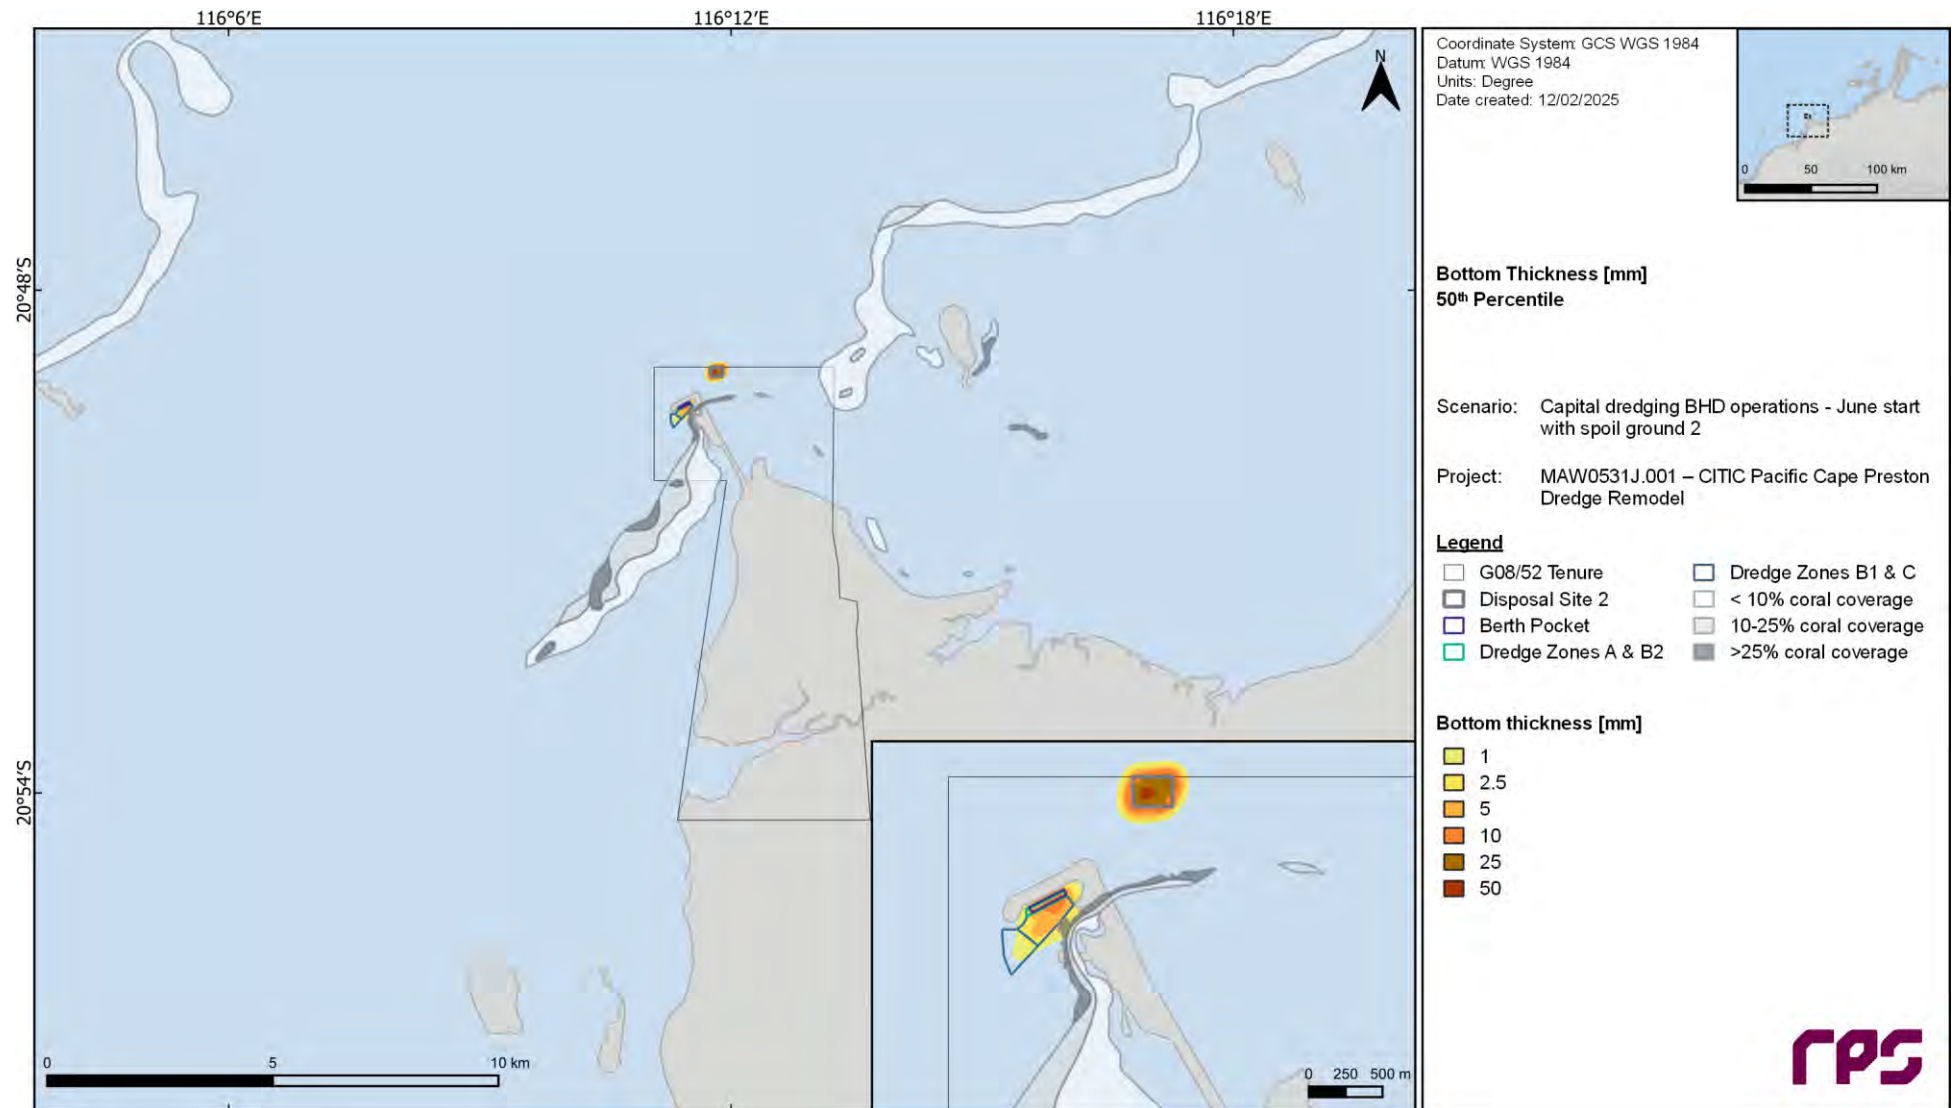 116°6'E 116°12'E 116°18'E
20°48'S
20°54'S
N
0 5 10 km
0 250 500 m
Coordinate System: GCS WGS 1984
Datum: WGS 1984
Units: Degree
Date created: 12/02/2025
0 50 100 km
Bottom Thickness [mm]
50th Percentile
Scenario: Capital dredging BHD operations - June start
with spoil ground 2
Project: MAW0531J.001 – CITIC Pacific Cape Preston
Dredge Remodel
Legend
G08/52 Tenure
Disposal Site 2
Berth Pocket
Dredge Zones A & B2
Dredge Zones B1 & C
< 10% coral coverage
10-25% coral coverage
>25% coral coverage
Bottom thickness [mm]
1
2.5
5
10
25
50
rps